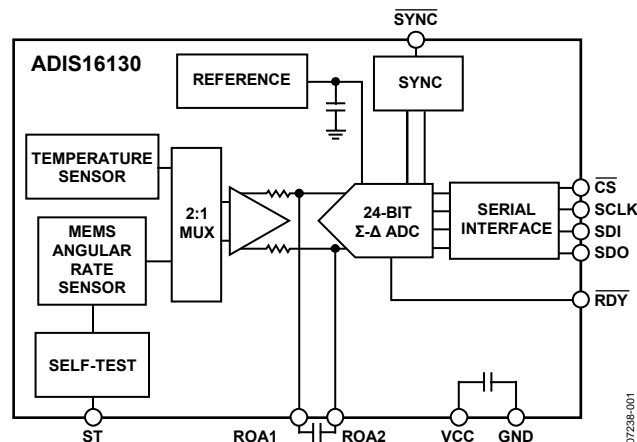 SYNC
ADIS16130
REFERENCE
SYNC
TEMPERATURE
SENSOR
2:1
MUX
MEMS
ANGULAR
RATE
SENSOR
24-BIT
Σ-Δ ADC
SERIAL
INTERFACE
CS
SCLK
SDI
SDO
RDY
SELF-TEST
ST
ROA1
ROA2
VCC
GND
07238-001